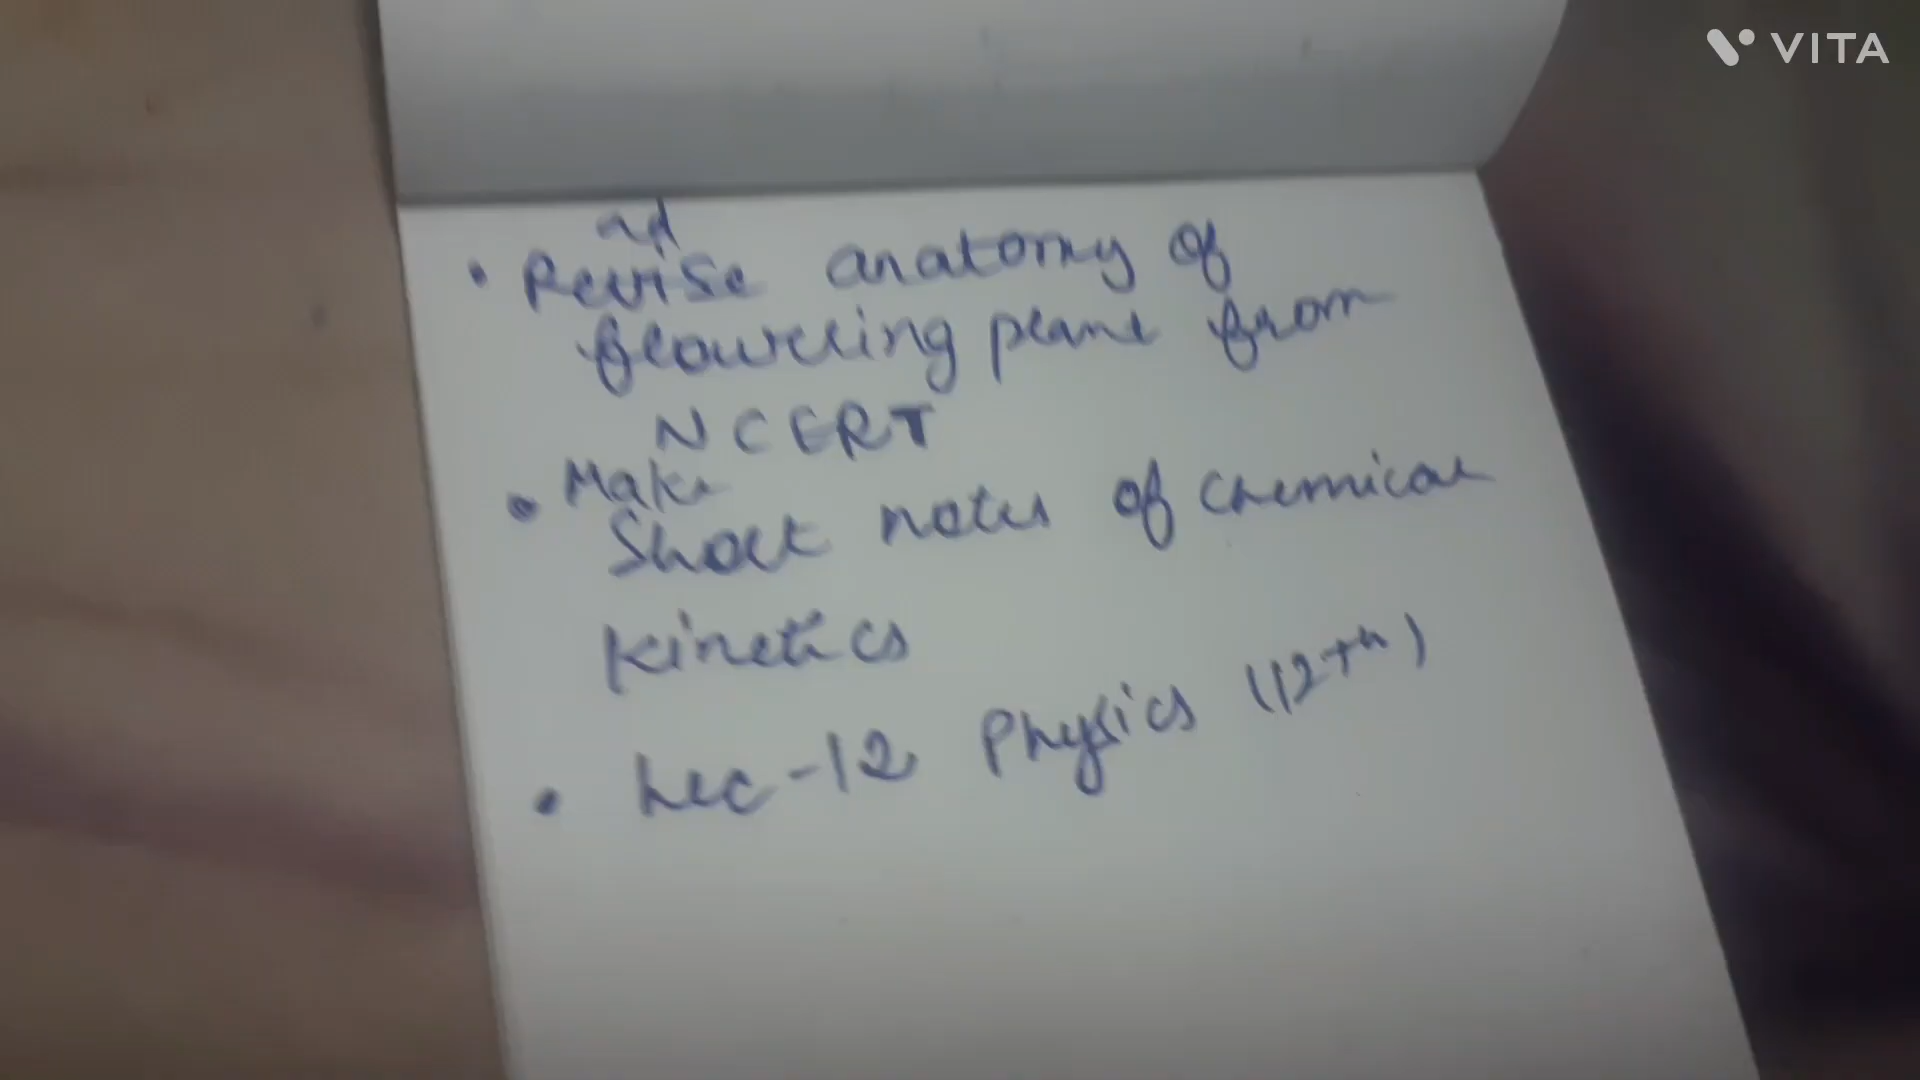 VITA
ad
• Revise anatomy of
flowering plant from
NCERT
• Make
Short notes of chemical
Kinetics
• Lec-12 Physics (12th)